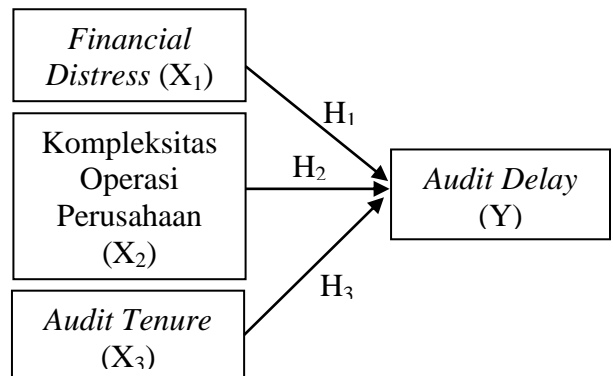 Financial
Distress (X₁)
Kompleksitas
Operasi
Perusahaan
(X₂)
Audit Tenure
(X₃)
H₁
H₂
H₃
Audit Delay
(Y)